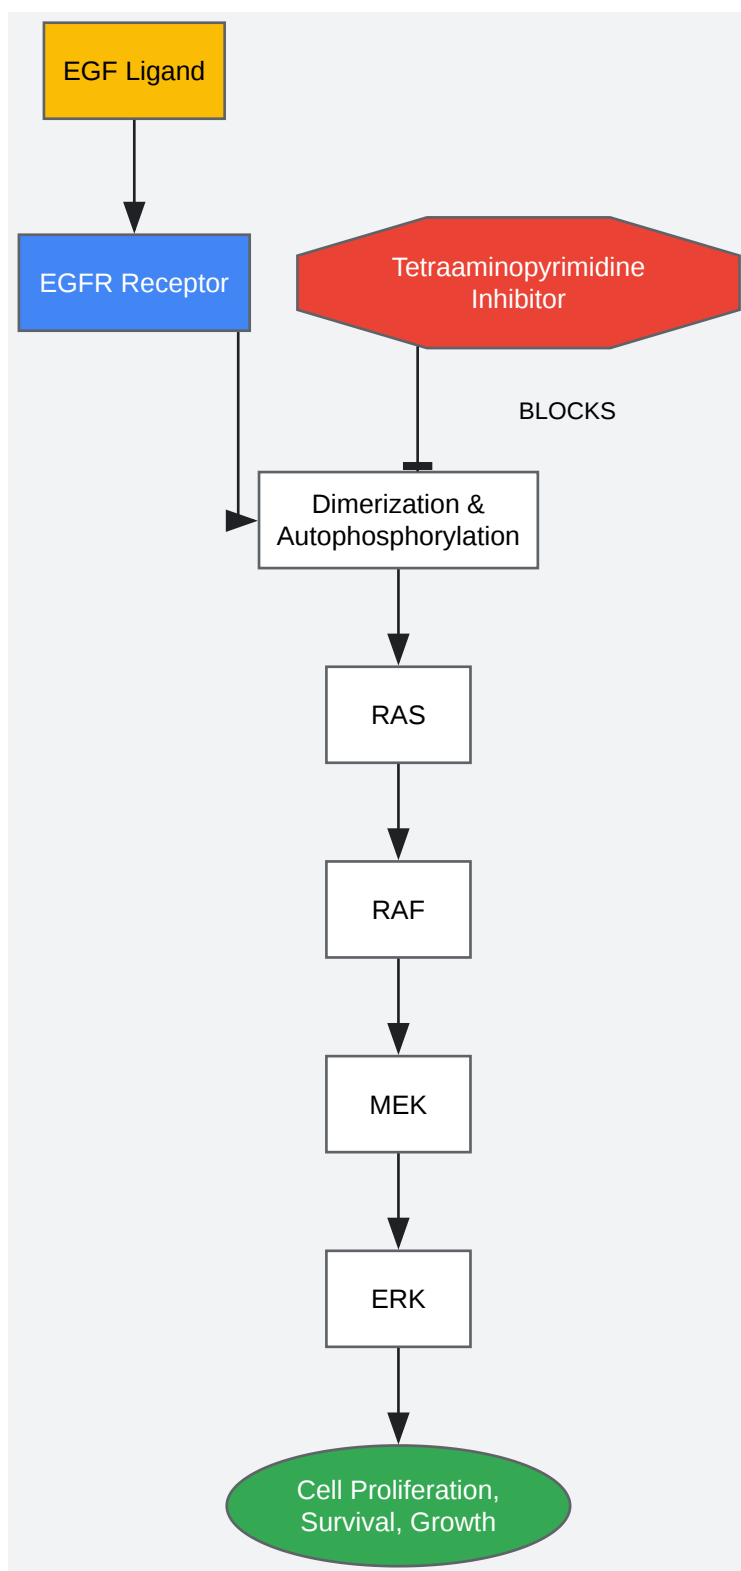 EGF Ligand
EGFR Receptor
Tetraaminopyrimidine
Inhibitor
BLOCKS
Dimerization &
Autophosphorylation
RAS
RAF
MEK
ERK
Cell Proliferation,
Survival, Growth